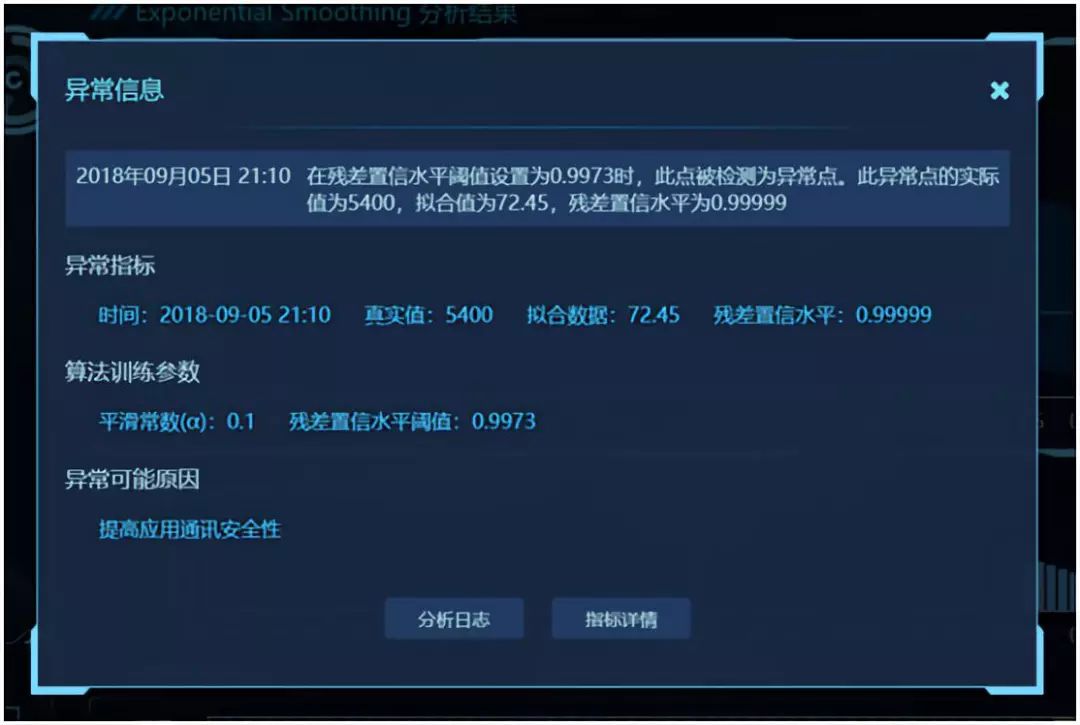 Exponential Smoothing 分析结果
异常信息
2018年09月05日 21:10 在残差置信水平阈值设置为0.9973时，此点被检测为异常点。此异常点的实际
值为5400，拟合值为72.45，残差置信水平为0.99999
异常指标
时间：2018-09-05 21:10 真实值：5400 拟合数据：72.45 残差置信水平：0.99999
算法训练参数
平滑常数(α)：0.1 残差置信水平阈值：0.9973
异常可能原因
提高应用通讯安全性
分析日志 指标详情